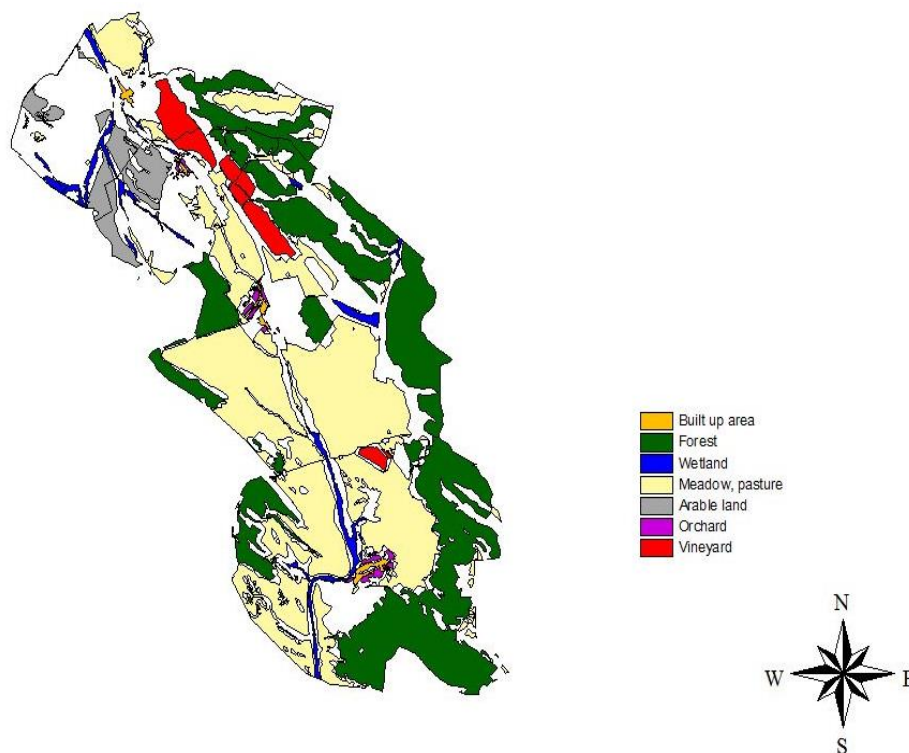 Built up area
Forest
Wetland
Meadow, pasture
Arable land
Orchard
Vineyard
N
W
E
S